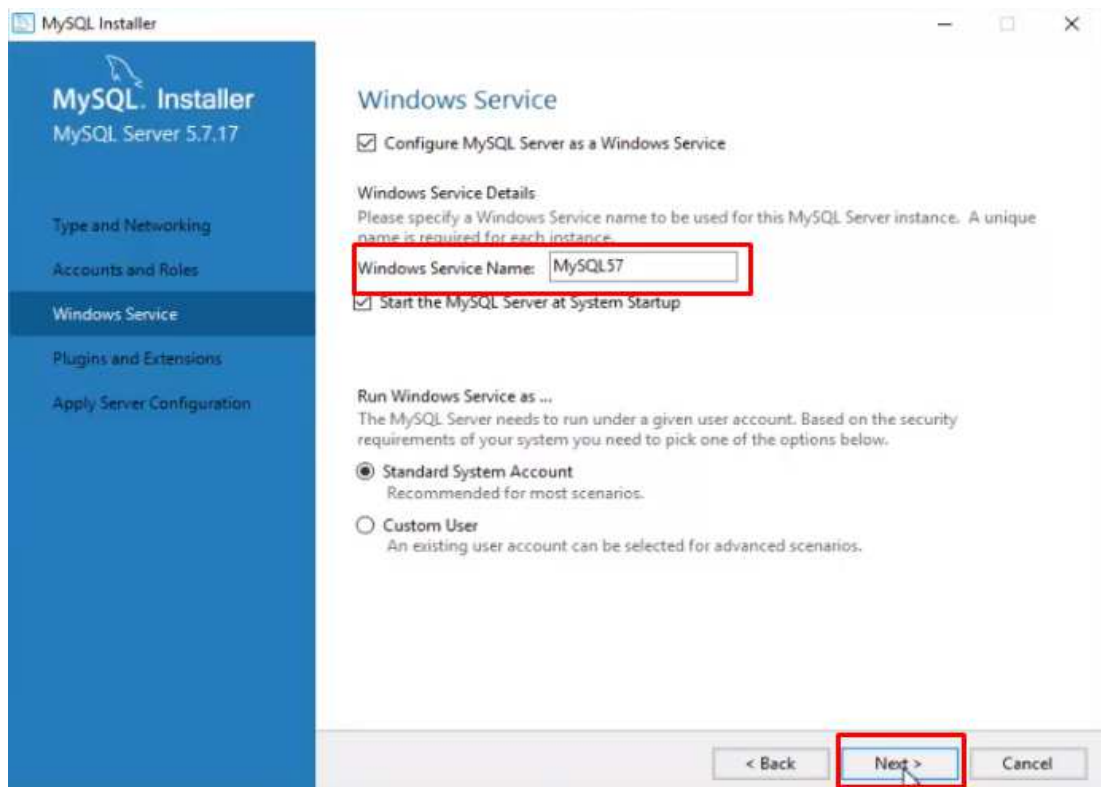 MySQL Installer
MySQL. Installer
MySQL Server 5.7.17
Type and Networking
Accounts and Roles
Windows Service
Plugins and Extensions
Apply Server Configuration
Windows Service
Configure MySQL Server as a Windows Service
Windows Service Details
Please specify a Windows Service name to be used for this MySQL Server instance. A unique
name is required for each instance.
Windows Service Name: MySQL57
Start the MySQL Server at System Startup
Run Windows Service as ...
The MySQL Server needs to run under a given user account. Based on the security
requirements of your system you need to pick one of the options below.
Standard System Account
Recommended for most scenarios.
Custom User
An existing user account can be selected for advanced scenarios.
< Back Next > Cancel